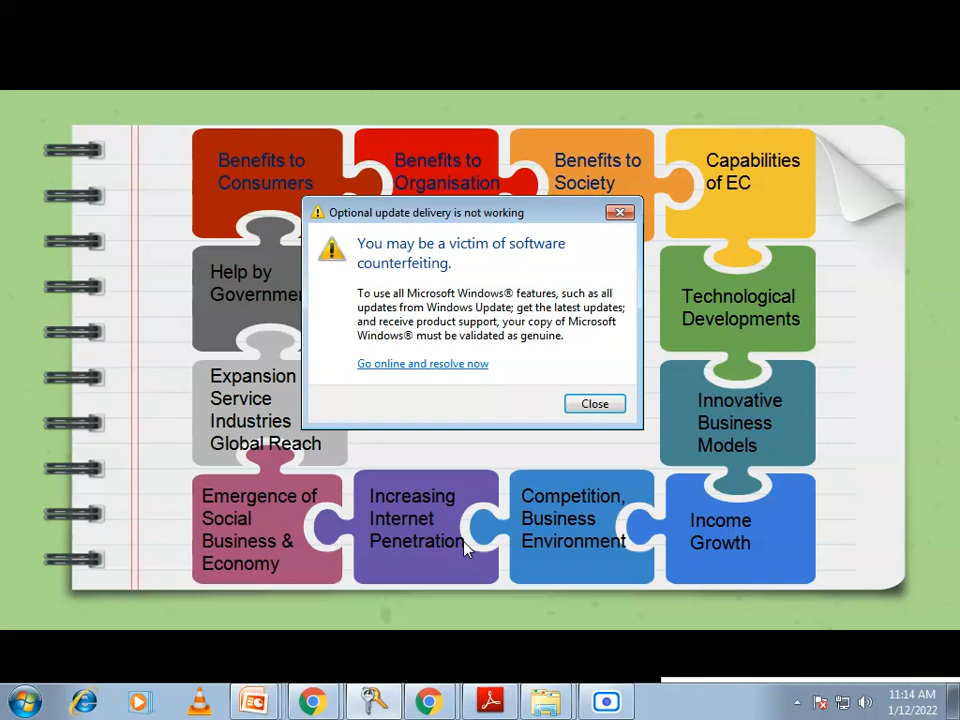 Benefits to
Consumers
Benefits to
Organisation
Benefits to
Society
Capabilities
of EC
Optional update delivery is not working
You may be a victim of software
counterfeiting.
To use all Microsoft Windows® features, such as all
updates from Windows Update; get the latest updates;
and receive product support, your copy of Microsoft
Windows® must be validated as genuine.
Go online and resolve now
Close
Help by
Governmen
Technological
Developments
Expansion
Service
Industries
Global Reach
Innovative
Business
Models
Emergence of
Social
Business &
Economy
Increasing
Internet
Penetration
Competition,
Business
Environment
Income
Growth
11:14 AM
1/12/2022